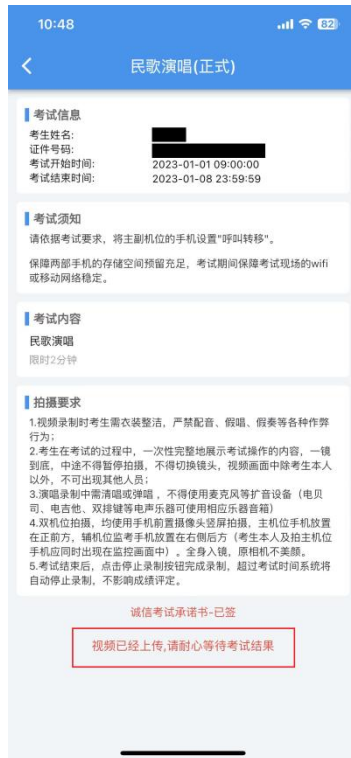 10:48
82
民歌演唱(正式)
考试信息
考生姓名:
证件号码:
考试开始时间: 2023-01-01 09:00:00
考试结束时间: 2023-01-08 23:59:59
考试须知
请依据考试要求，将主副机位的手机设置"呼叫转移"。
保障两部手机的存储空间预留充足，考试期间保障考试现场的wifi
或移动网络稳定。
考试内容
民歌演唱
限时2分钟
拍摄要求
1.视频录制时考生需衣装整洁，严禁配音、假唱、假奏等各种作弊
行为；
2.考生在考试的过程中，一次性完整地展示考试操作的内容，一镜
到底，中途不得暂停拍摄，不得切换镜头，视频画面中除考生本人
以外，不可出现其他人员；
3.演唱录制中需清唱或弹唱 ，不得使用麦克风等扩音设备（电贝
司、电吉他、双排键等电声乐器可使用相应乐器音箱）
4.双机位拍摄，均使用手机前置摄像头竖屏拍摄，主机位手机放置
在正前方，辅机位监考手机放置在右侧后方（考生本人及拍主机位
手机应同时出现在监控画面中）。全身入镜，原相机不美颜。
5.考试结束后，点击停止录制按钮完成录制，超过考试时间系统将
自动停止录制，不影响成绩评定。
诚信考试承诺书-已签
视频已经上传,请耐心等待考试结果